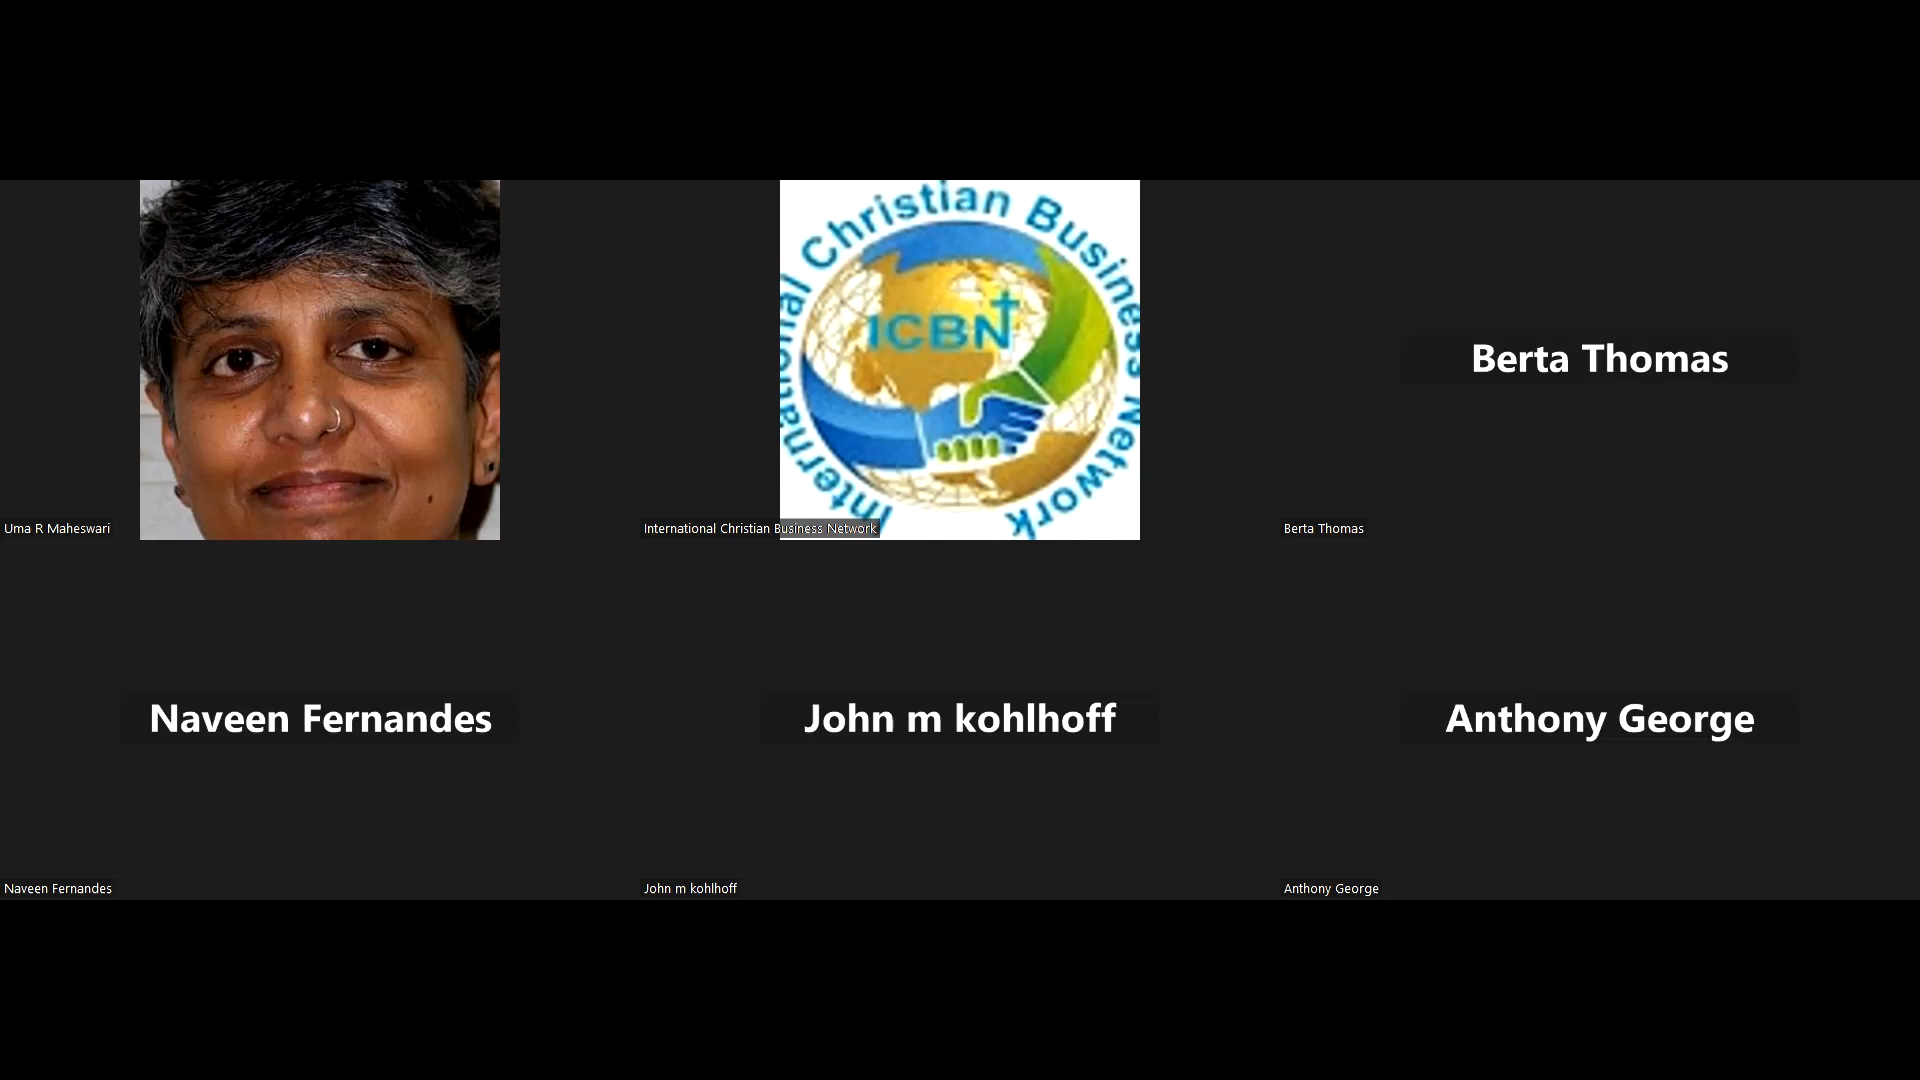 International Christian Business Network
ICBN
Berta Thomas
Uma R Maheswari
International Christian Business Network
Berta Thomas
Naveen Fernandes
John m kohlhoff
Anthony George
Naveen Fernandes
John m kohlhoff
Anthony George